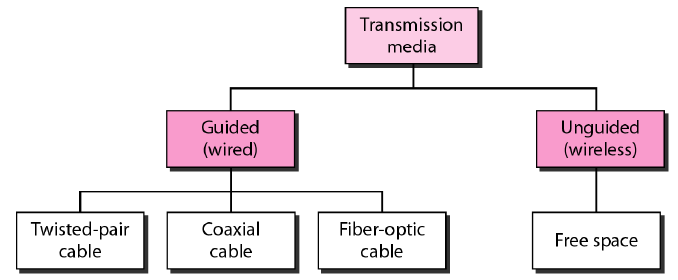 Transmission
media
Guided
(wired)
Unguided
(wireless)
Twisted-pair
cable
Coaxial
cable
Fiber-optic
cable
Free space